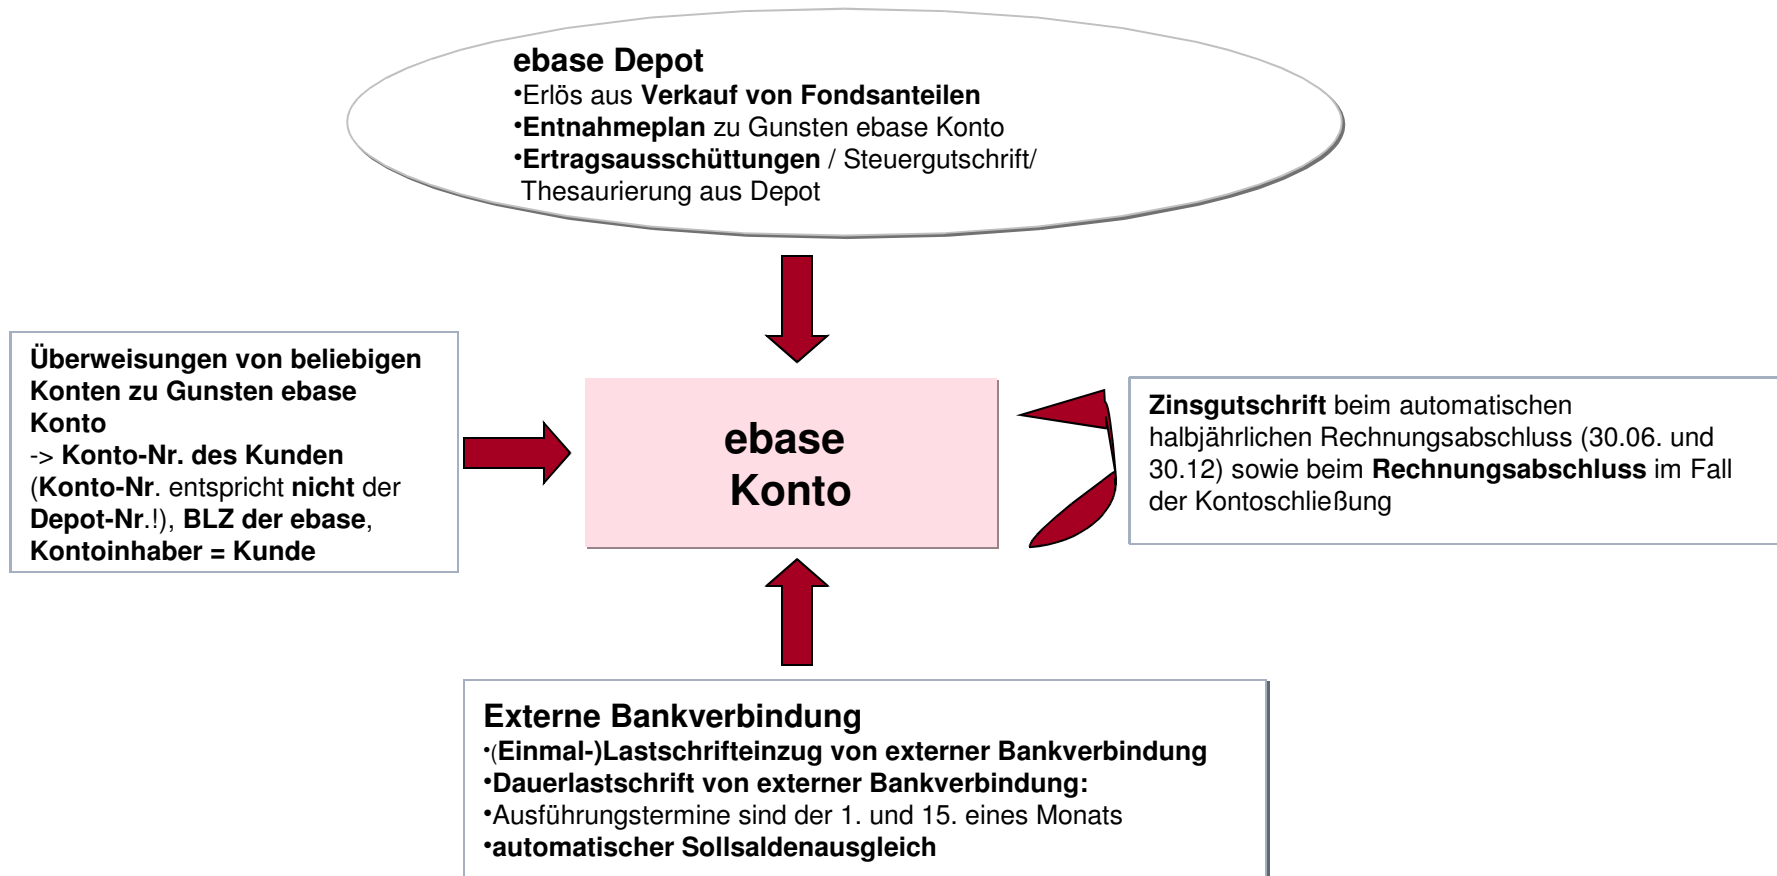 ebase Depot
•Erlös aus Verkauf von Fondsanteilen
•Entnahmeplan zu Gunsten ebase Konto
•Ertragsausschüttungen / Steuergutschrift/
Thesaurierung aus Depot
Überweisungen von beliebigen
Konten zu Gunsten ebase
Konto
-> Konto-Nr. des Kunden
(Konto-Nr. entspricht nicht der
Depot-Nr.!), BLZ der ebase,
Kontoinhaber = Kunde
ebase
Konto
Zinsgutschrift beim automatischen
halbjährlichen Rechnungsabschluss (30.06. und
30.12) sowie beim Rechnungsabschluss im Fall
der Kontoschließung
Externe Bankverbindung
•(Einmal-)Lastschrifteinzug von externer Bankverbindung
•Dauerlastschrift von externer Bankverbindung:
•Ausführungstermine sind der 1. und 15. eines Monats
•automatischer Sollsaldenausgleich